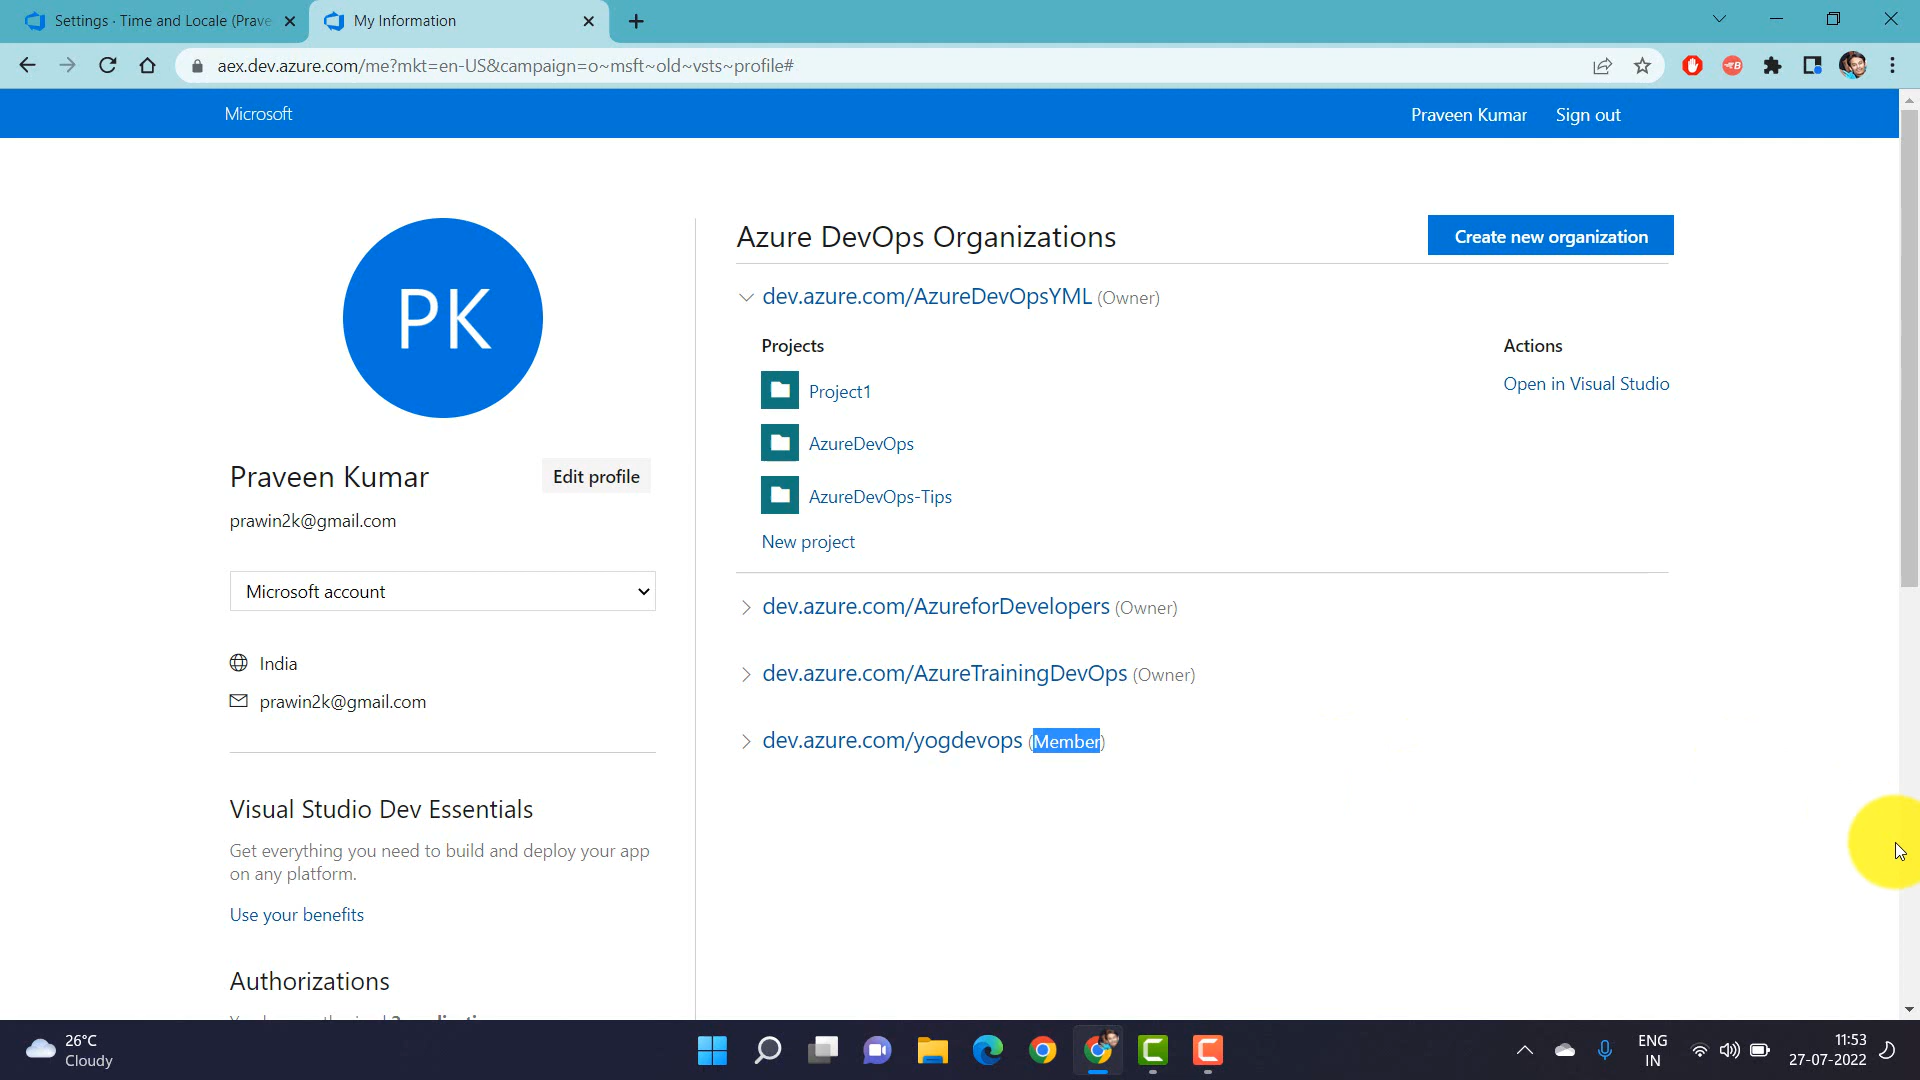 Settings · Time and Locale (Prave
My Information
aex.dev.azure.com/me?mkt=en-US&campaign=o~msft~old~vsts~profile#
Microsoft
Praveen Kumar
Sign out
PK
Praveen Kumar
Edit profile
prawin2k@gmail.com
Microsoft account
India
prawin2k@gmail.com
Visual Studio Dev Essentials
Get everything you need to build and deploy your app
on any platform.
Use your benefits
Authorizations
Azure DevOps Organizations
Create new organization
dev.azure.com/AzureDevOpsYML (Owner)
Projects
Actions
Project1
Open in Visual Studio
AzureDevOps
AzureDevOps-Tips
New project
dev.azure.com/AzureforDevelopers (Owner)
dev.azure.com/AzureTrainingDevOps (Owner)
dev.azure.com/yogdevops (Member)
26°C
Cloudy
ENG
IN
11:53
27-07-2022